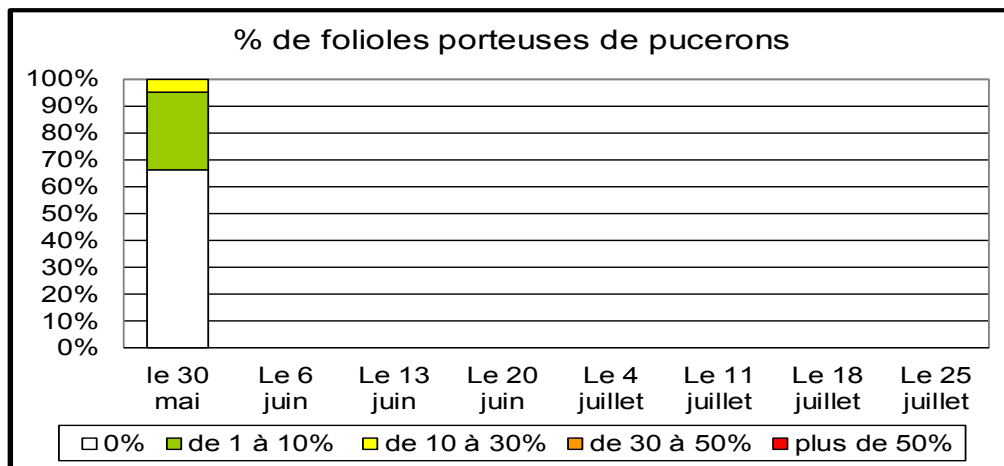 % de folioles porteuses de pucerons
100%
90%
80%
70%
60%
50%
40%
30%
20%
10%
0%
le 30 mai
Le 6 juin
Le 13 juin
Le 20 juin
Le 4 juillet
Le 11 juillet
Le 18 juillet
Le 25 juillet
0% de 1 à 10% de 10 à 30% de 30 à 50% plus de 50%